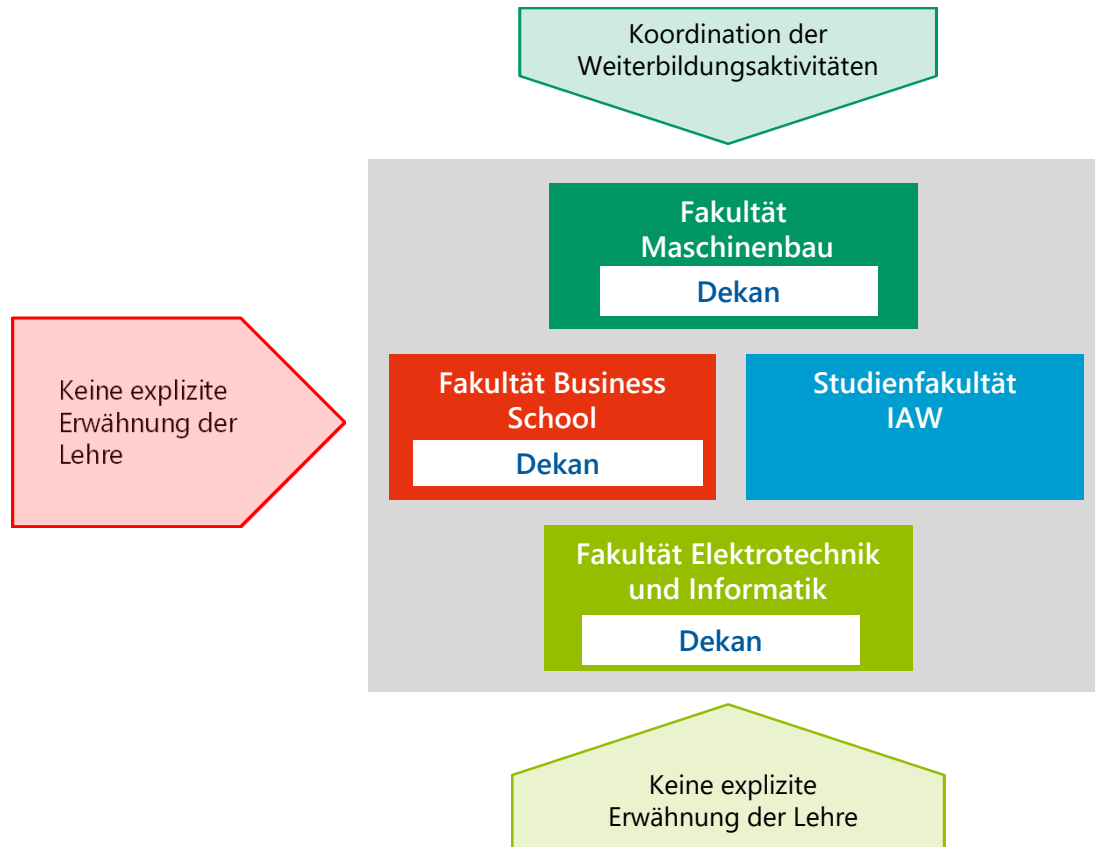 Koordination der
Weiterbildungsaktivitäten
Fakultät
Maschinenbau
Dekan
Keine explizite
Erwähnung der
Lehre
Fakultät Business
School
Dekan
Studienfakultät
IAW
Fakultät Elektrotechnik
und Informatik
Dekan
Keine explizite
Erwähnung der Lehre